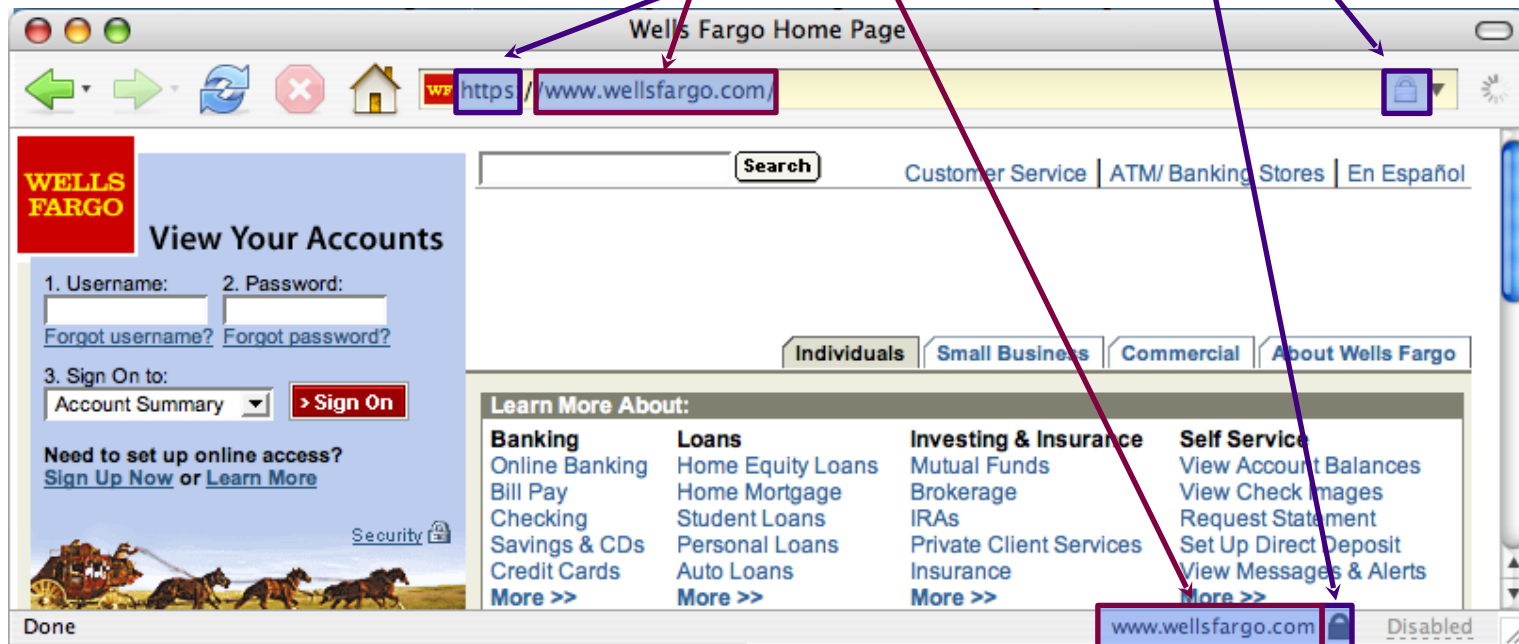 Wells Fargo Home Page
https://www.wellsfargo.com/
WELLS
FARGO
View Your Accounts
1. Username: 2. Password:
Forgot username? Forgot password?
3. Sign On to:
Account Summary > Sign On
Need to set up online access?
Sign Up Now or Learn More
Security
Search
Customer Service | ATM/ Banking Stores | En Español
Individuals Small Business Commercial About Wells Fargo
Learn More About:
Banking Loans Investing & Insurance Self Service
Online Banking Home Equity Loans Mutual Funds View Account Balances
Bill Pay Home Mortgage Brokerage View Check Images
Checking Student Loans IRAs Request Statement
Savings & CDs Personal Loans Private Client Services Set Up Direct Deposit
Credit Cards Auto Loans Insurance View Messages & Alerts
More >> More >> More >> More >>
Done www.wellsfargo.com Disabled